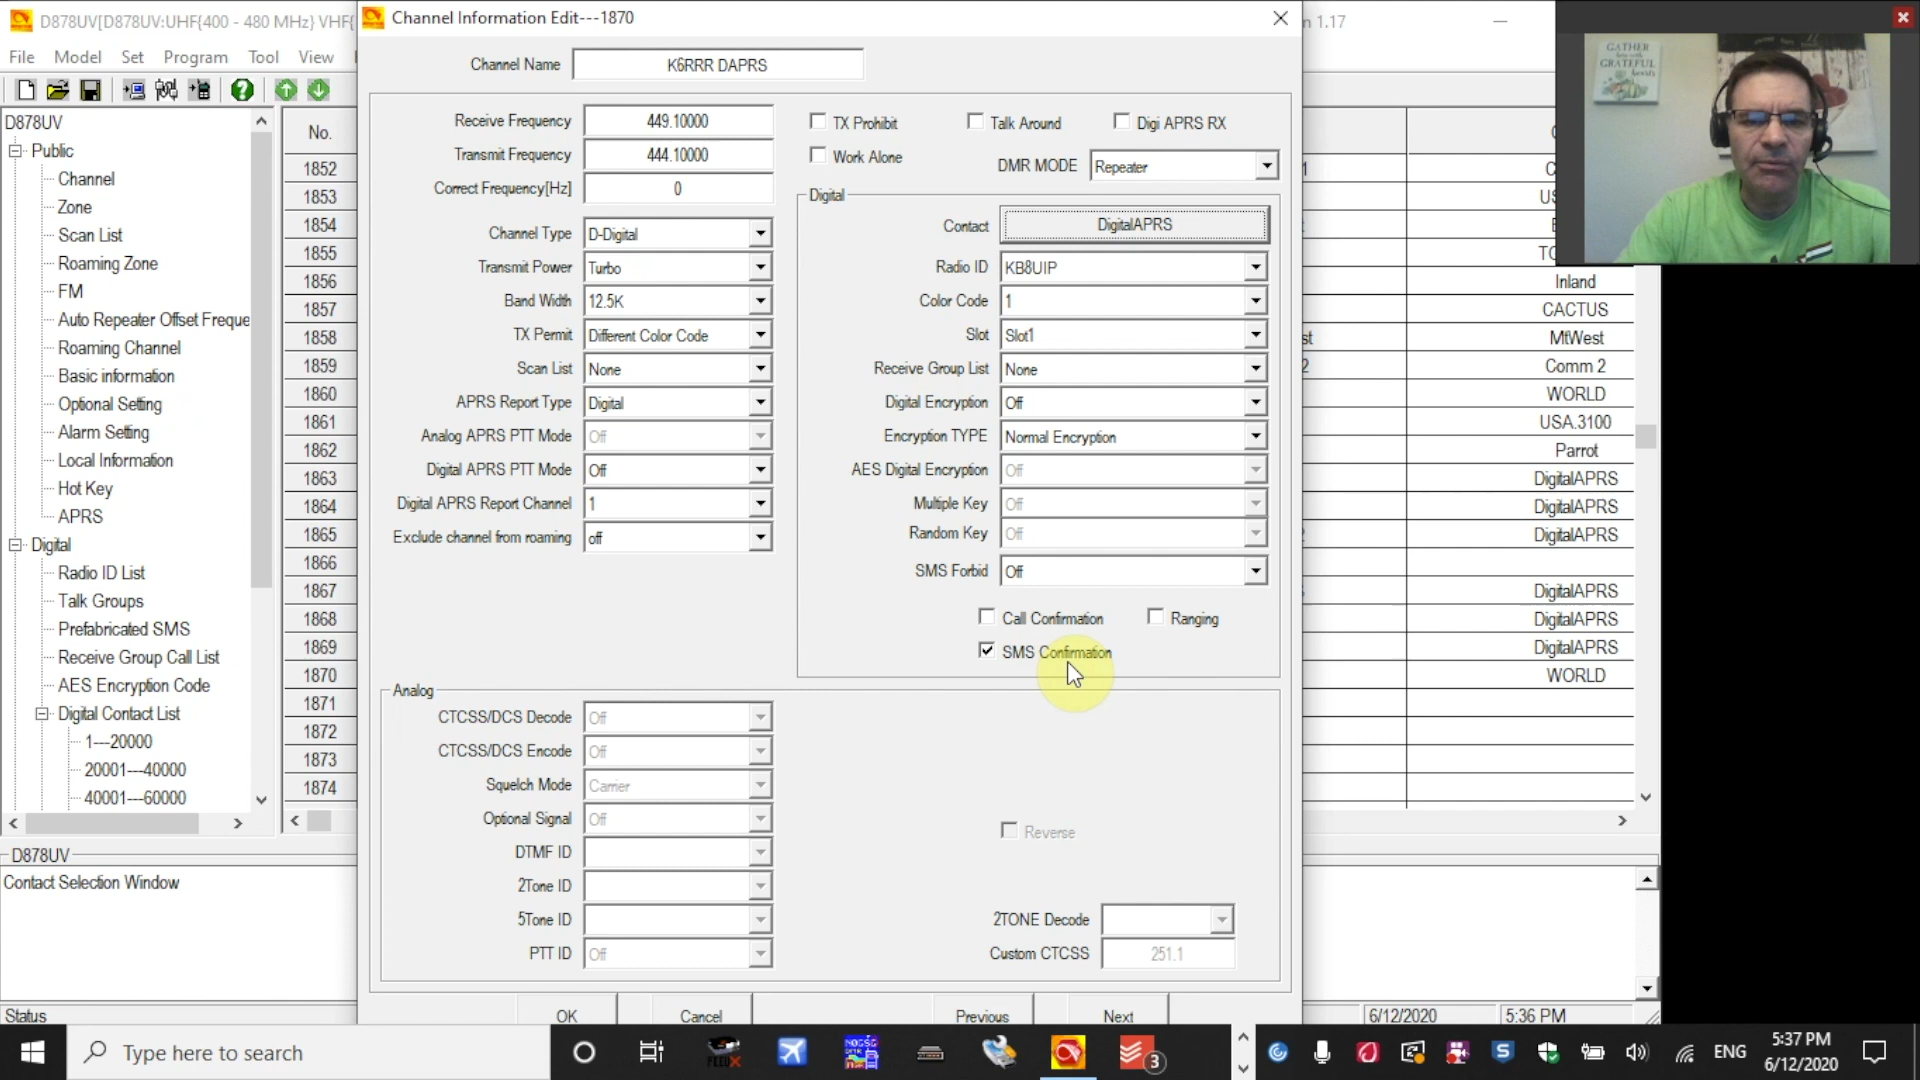 D878UV[D878UV:UHF{400 - 480 MHz} VHF{
Channel Information Edit---1870
n 1.17
File Model Set Program Tool View
Channel Name K6RRR DAPRS
GATHER
GRATEFUL
hearts
D878UV
Public
Channel
Zone
Scan List
Roaming Zone
FM
Auto Repeater Offset Freque
Roaming Channel
Basic information
Optional Setting
Alarm Setting
Local Information
Hot Key
APRS
Digital
Radio ID List
Talk Groups
Prefabricated SMS
Receive Group Call List
AES Encryption Code
Digital Contact List
1---20000
20001---40000
40001---60000
No.
1852
1853
1854
1855
1856
1857
1858
1859
1860
1861
1862
1863
1864
1865
1866
1867
1868
1869
1870
1871
1872
1873
1874
Receive Frequency 449.10000
Transmit Frequency 444.10000
Correct Frequency[Hz] 0
Channel Type D-Digital
Transmit Power Turbo
Band Width 12.5K
TX Permit Different Color Code
Scan List None
APRS Report Type Digital
Analog APRS PTT Mode Off
Digital APRS PTT Mode Off
Digital APRS Report Channel 1
Exclude channel from roaming off
TX Prohibit Talk Around Digi APRS RX
Work Alone DMR MODE Repeater
Digital
Contact DigitalAPRS
Radio ID KB8UIP
Color Code 1
Slot Slot1
Receive Group List None
Digital Encryption Off
Encryption TYPE Normal Encryption
AES Digital Encryption Off
Multiple Key Off
Random Key Off
SMS Forbid Off
Call Confirmation Ranging
SMS Confirmation
Analog
CTCSS/DCS Decode Off
CTCSS/DCS Encode Off
Squelch Mode Carrier
Optional Signal Off
DTMF ID
2Tone ID
5Tone ID
PTT ID Off
Reverse
2TONE Decode
Custom CTCSS 251.1
OK Cancel Previous Next
Inland
CACTUS
st MtWest
2 Comm 2
WORLD
USA.3100
Parrot
DigitalAPRS
DigitalAPRS
DigitalAPRS
DigitalAPRS
DigitalAPRS
DigitalAPRS
WORLD
D878UV
Contact Selection Window
Status
6/12/2020 5:36 PM
Type here to search
3
ENG
5:37 PM
6/12/2020